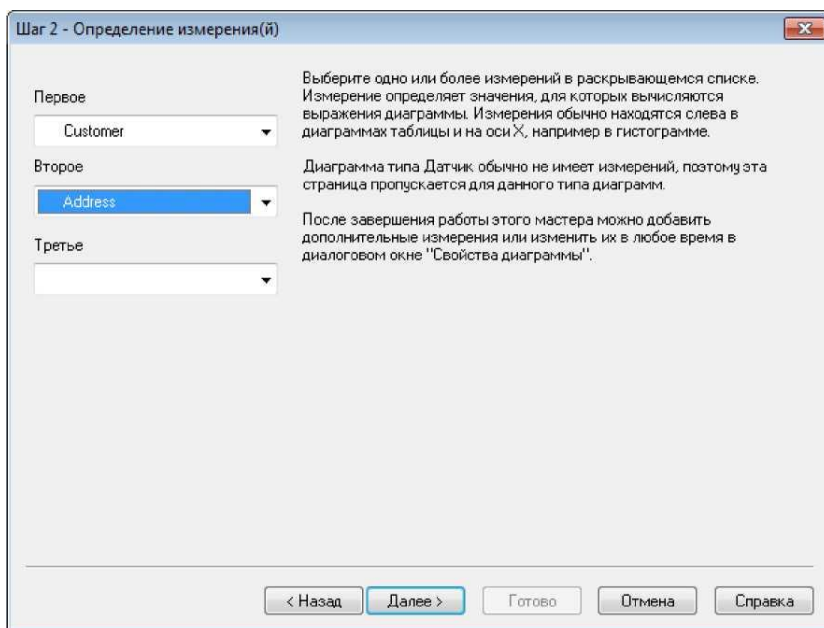 Шаг 2 - Определение измерения(й)
Первое
Customer
Второе
Address
Третье
Выберите одно или более измерений в раскрывающемся списке.
Измерение определяет значения, для которых вычисляются
выражения диаграммы. Измерения обычно находятся слева в
диаграммах таблицы и на оси X, например в гистограмме.
Диаграмма типа Датчик обычно не имеет измерений, поэтому эта
страница пропускается для данного типа диаграмм.
После завершения работы этого мастера можно добавить
дополнительные измерения или изменить их в любое время в
диалоговом окне "Свойства диаграммы".
< Назад Далее > Готово Отмена Справка